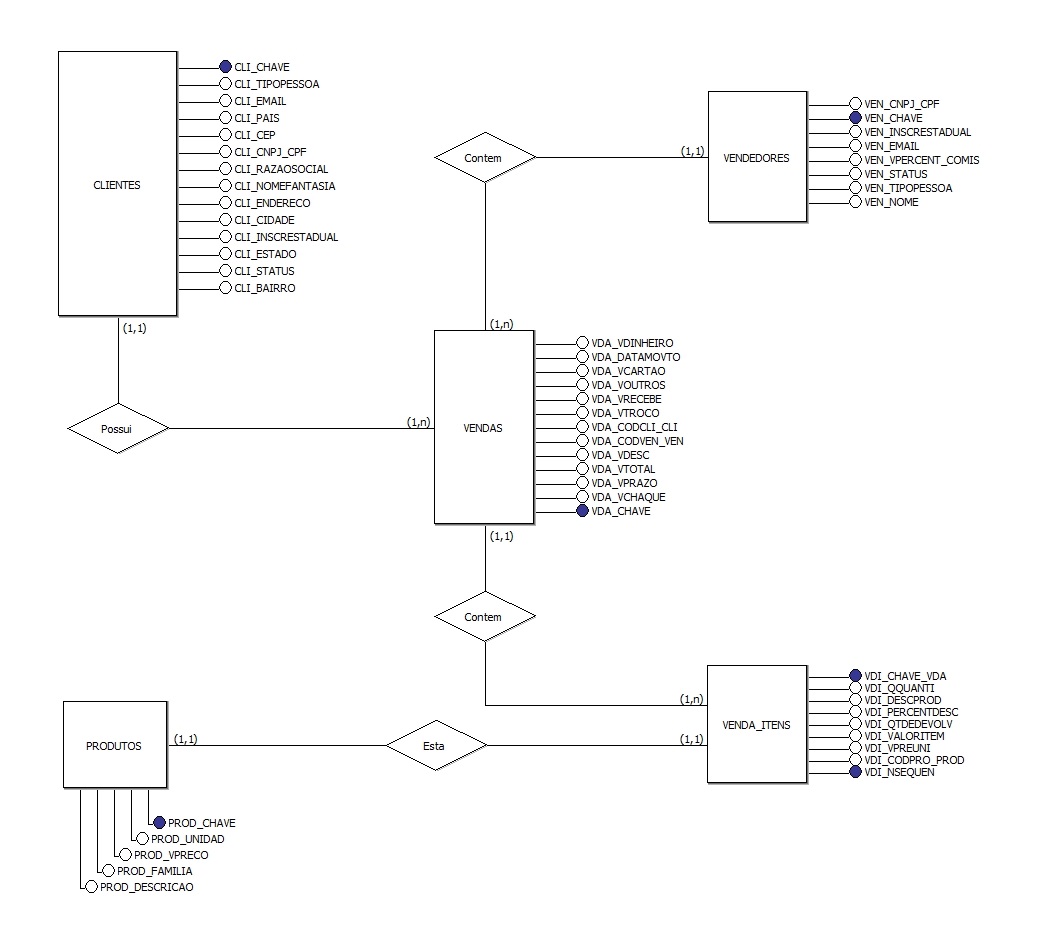 CLIENTES
CLI_CHAVE
CLI_TIPOPESSOA
CLI_EMAIL
CLI_PAIS
CLI_CEP
CLI_CNPJ_CPF
CLI_RAZAOSOCIAL
CLI_NOMEFANTASIA
CLI_ENDERECO
CLI_CIDADE
CLI_INSCRESTADUAL
CLI_ESTADO
CLI_STATUS
CLI_BAIRRO
(1,1)
Possui
(1,n)
Contem
(1,1)
VENDEDORES
VEN_CNPJ_CPF
VEN_CHAVE
VEN_INSCRESTADUAL
VEN_EMAIL
VEN_VPERCENT_COMIS
VEN_STATUS
VEN_TIPOPESSOA
VEN_NOME
(1,n)
VENDAS
VDA_VDINHEIRO
VDA_DATAMOVTO
VDA_VCARTAO
VDA_VOUTROS
VDA_VRECEBE
VDA_VTROCO
VDA_CODCLI_CLI
VDA_CODVEN_VEN
VDA_VDESC
VDA_VTOTAL
VDA_VPRAZO
VDA_VCHAQUE
VDA_CHAVE
(1,1)
Contem
(1,n)
PRODUTOS
(1,1)
Esta
(1,1)
VENDA_ITENS
VDI_CHAVE_VDA
VDI_QQUANTI
VDI_DESCPROD
VDI_PERCENTDESC
VDI_QTDEDEVOLV
VDI_VALORITEM
VDI_VPREUNI
VDI_CODPRO_PROD
VDI_NSEQUEN
PROD_CHAVE
PROD_UNIDAD
PROD_VPRECO
PROD_FAMILIA
PROD_DESCRICAO